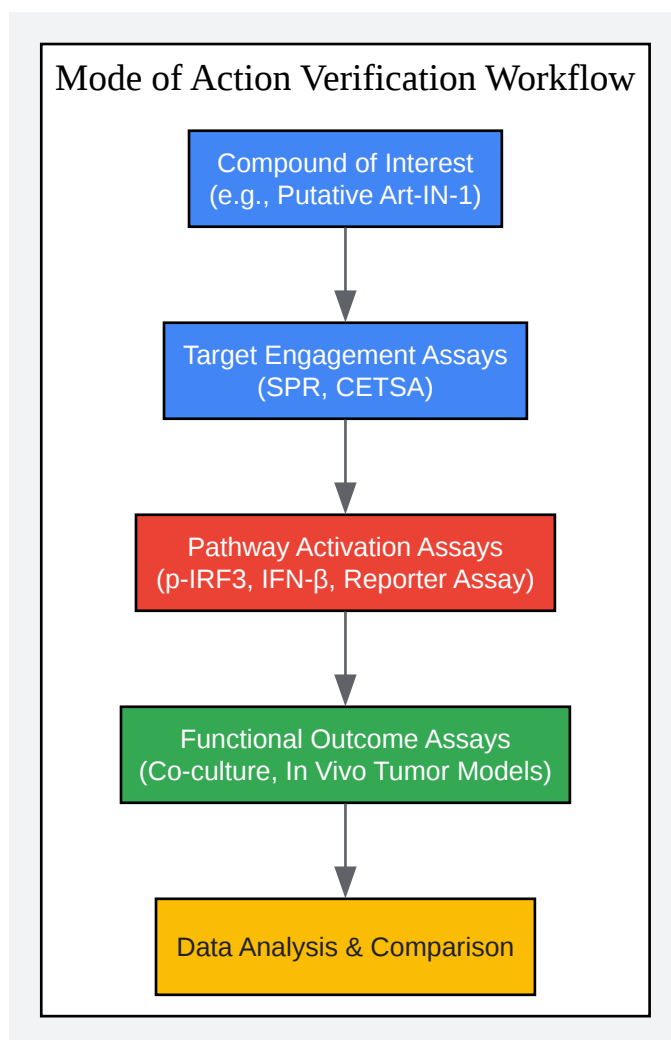 Mode of Action Verification Workflow
Compound of Interest
(e.g., Putative Art-IN-1)
Target Engagement Assays
(SPR, CETSA)
Pathway Activation Assays
(p-IRF3, IFN-β, Reporter Assay)
Functional Outcome Assays
(Co-culture, In Vivo Tumor Models)
Data Analysis & Comparison